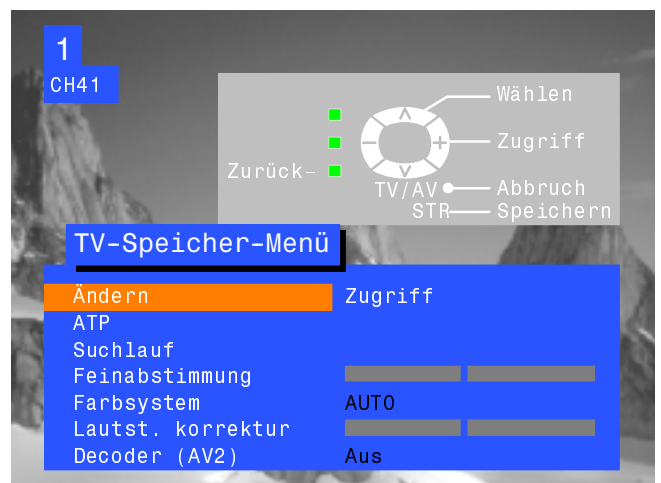 1
CH41
Wählen
Zugriff
Zurück–
TV/AV Abbruch
STR Speichern
TV-Speicher-Menü
Ändern Zugriff
ATP
Suchlauf
Feinabstimmung
Farbsystem AUTO
Lautst. korrektur
Decoder (AV2) Aus